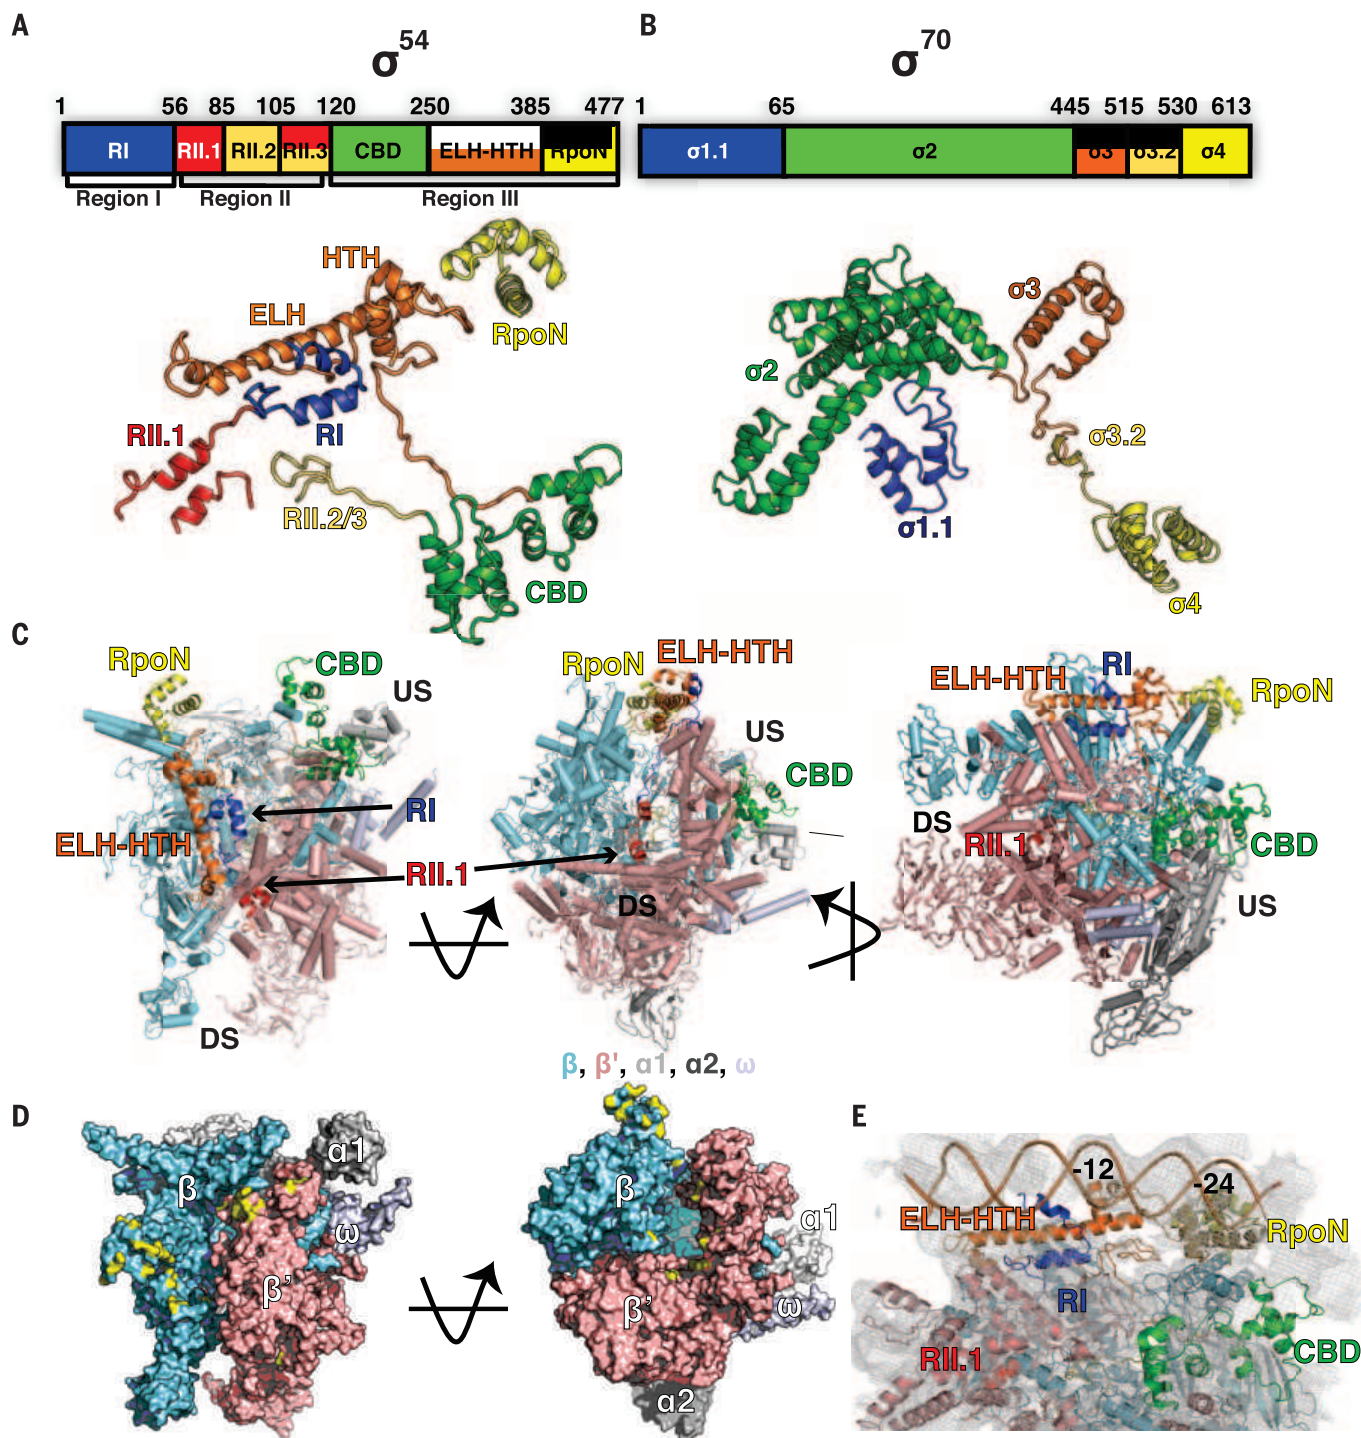 A
B
σ54
σ70
1 56 85 105 120 250 385 477
1 65 445 515 530 613
RI RII.1 RII.2 RII.3 CBD ELH-HTH RpoN
σ1.1 σ2 σ3 σ3.2 σ4
Region I Region II Region III
HTH
ELH
RpoN
RII.1
RI
RII.2/3
CBD
σ3
σ2
σ3.2
σ1.1
σ4
C
RpoN
CBD
US
RI
ELH-HTH
RII.1
DS
RpoN
ELH-HTH
US
CBD
DS
ELH-HTH
RI
RpoN
DS
RII.1
CBD
US
β, β', α1, α2, ω
D
α1
β
ω
β'
β
α1
β'
ω
α2
E
-12
-24
ELH-HTH
RpoN
RI
RII.1
CBD